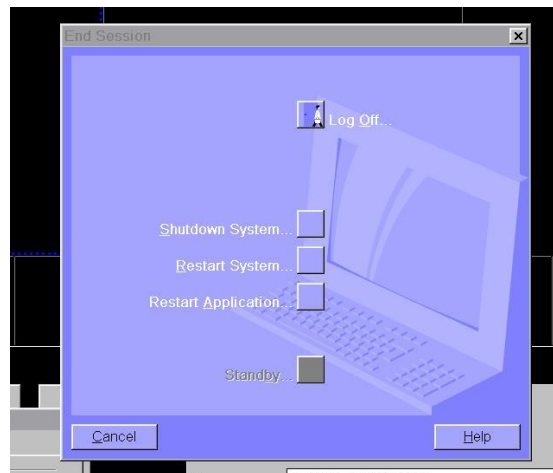 End Session
Log Off...
Shutdown System...
Restart System...
Restart Application...
Standby...
Cancel
Help